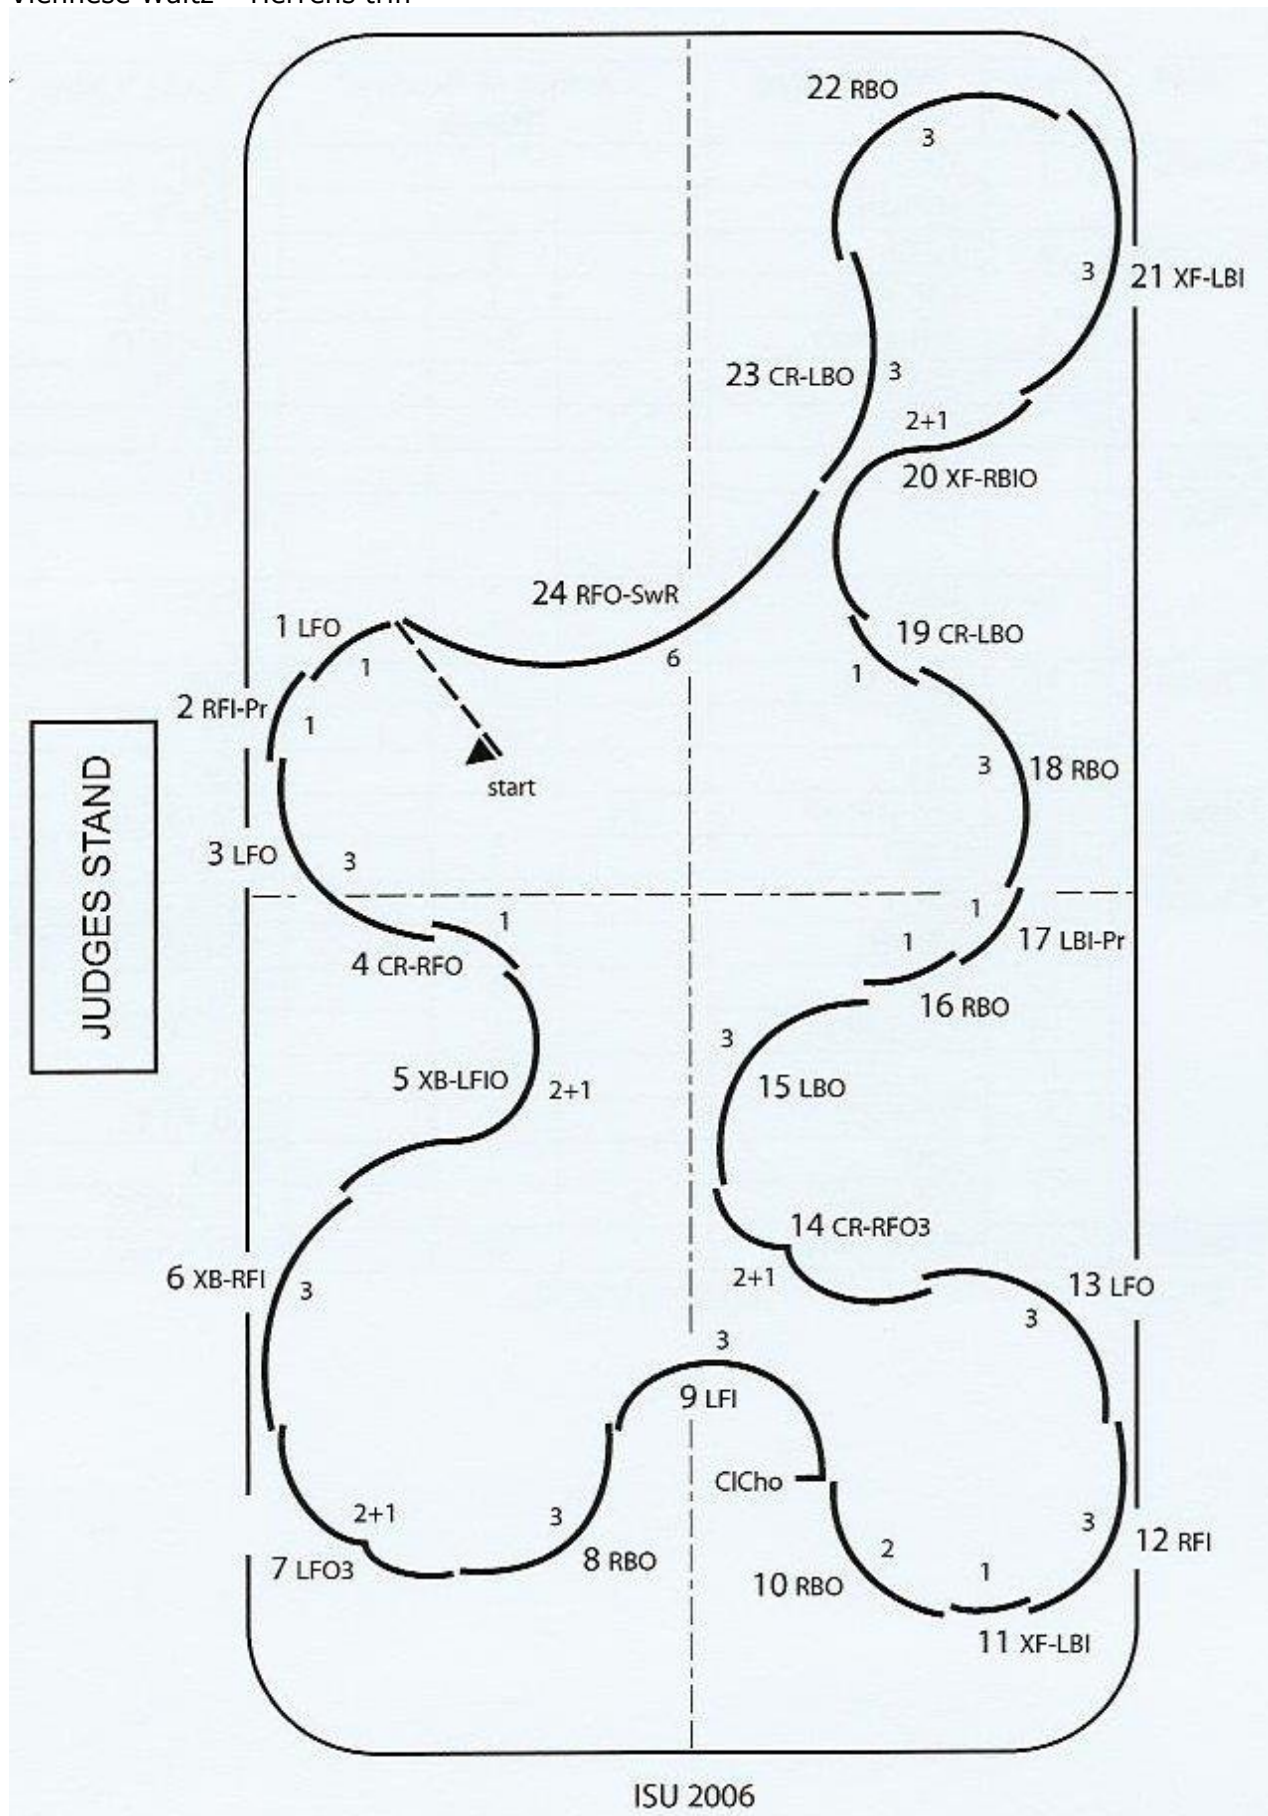 Viennese Waltz – Herrens trin
22 RBO
3
3
21 XF-LBI
23 CR-LBO
3
2+1
20 XF-RBIO
24 RFO-SwR
6
1 LFO
1
19 CR-LBO
1
2 RFI-Pr
1
start
3
18 RBO
JUDGES STAND
3 LFO
3
1
4 CR-RFO
1
1
17 LBI-Pr
16 RBO
3
15 LBO
5 XB-LFIO
2+1
14 CR-RFO3
2+1
6 XB-RFI
3
13 LFO
3
3
9 LFI
ClCho
2+1
7 LFO3
3
8 RBO
2
10 RBO
1
11 XF-LBI
3
12 RFI
ISU 2006